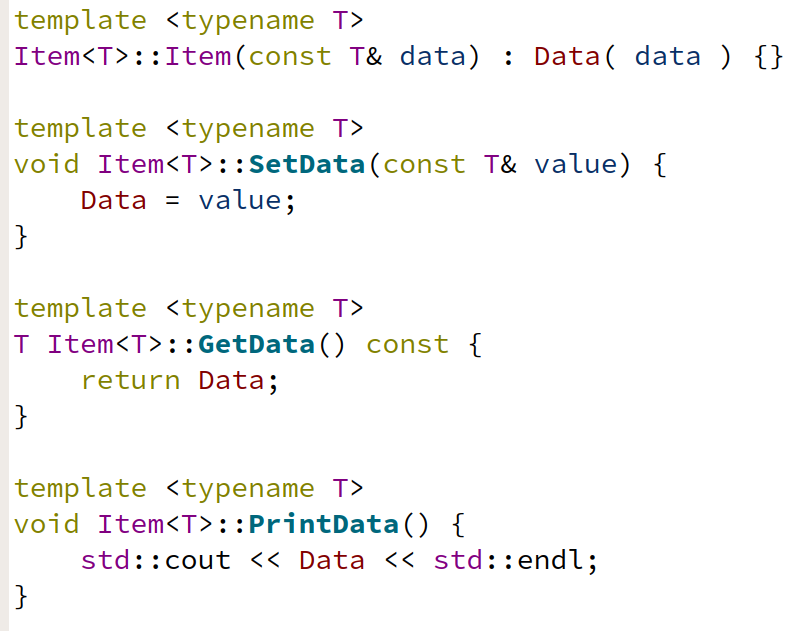 template <typename T>
Item<T>::Item(const T& data) : Data( data ) {}

template <typename T>
void Item<T>::SetData(const T& value) {
    Data = value;
}

template <typename T>
T Item<T>::GetData() const {
    return Data;
}

template <typename T>
void Item<T>::PrintData() {
    std::cout << Data << std::endl;
}